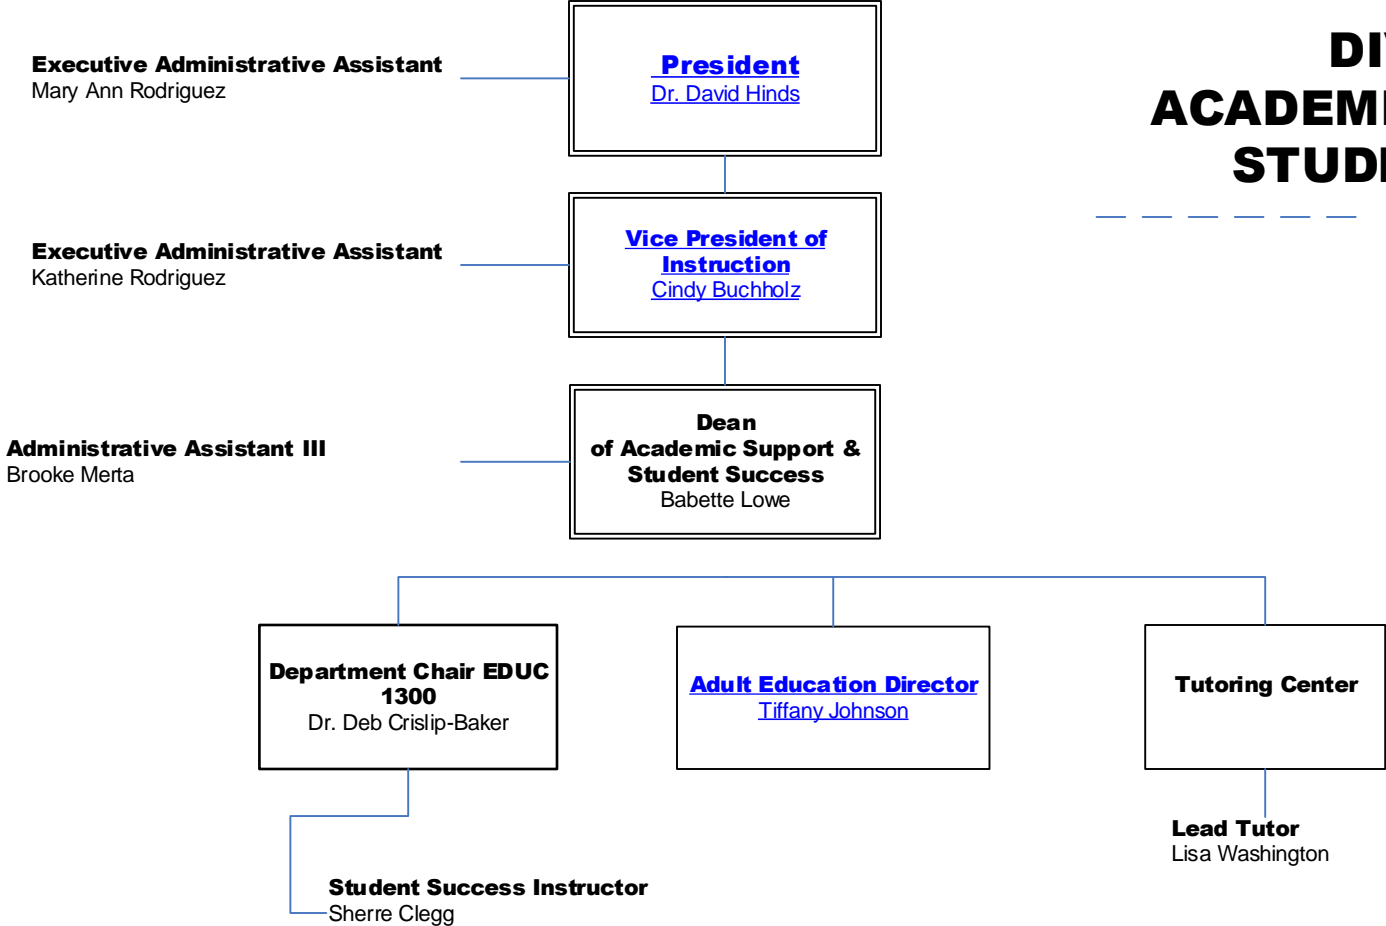 Executive Administrative Assistant
Mary Ann Rodriguez
President
Dr. David Hinds
DI
ACADEM
STUD
Executive Administrative Assistant
Katherine Rodriguez
Vice President of
Instruction
Cindy Buchholz
Administrative Assistant III
Brooke Merta
Dean
of Academic Support &
Student Success
Babette Lowe
Department Chair EDUC
1300
Dr. Deb Crislip-Baker
Adult Education Director
Tiffany Johnson
Tutoring Center
Lead Tutor
Lisa Washington
Student Success Instructor
Sherre Clegg